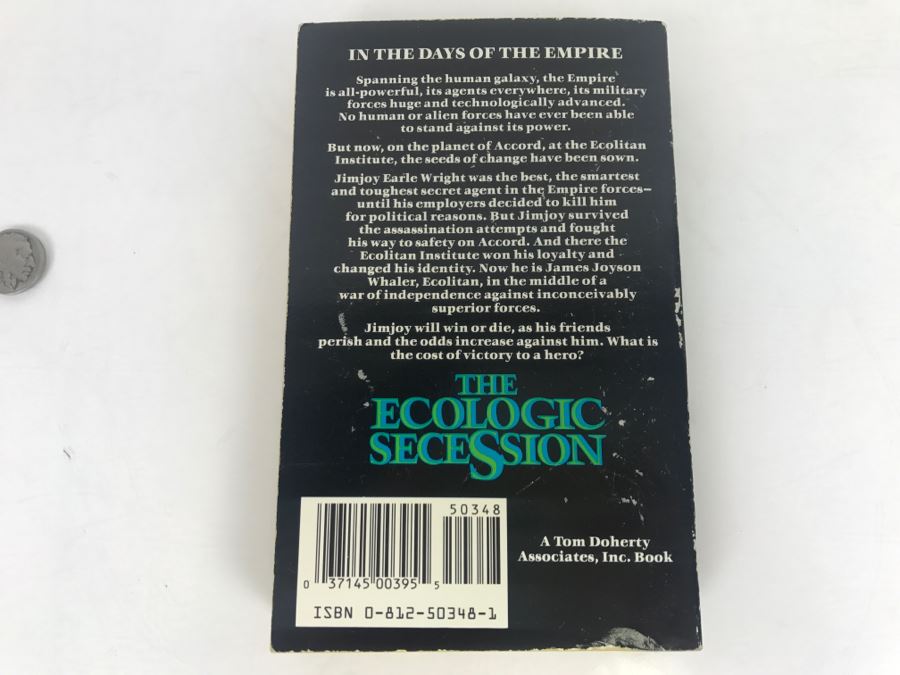 IN THE DAYS OF THE EMPIRE
Spanning the human galaxy, the Empire
is all-powerful, its agents everywhere, its military
forces huge and technologically advanced.
No human or alien forces have ever been able
to stand against its power.
But now, on the planet of Accord, at the Ecolitan
Institute, the seeds of change have been sown.
Jimjoy Earle Wright was the best, the smartest
and toughest secret agent in the Empire forces—
until his employers decided to kill him
for political reasons. But Jimjoy survived
the assassination attempts and fought
his way to safety on Accord. And there the
Ecolitan Institute won his loyalty and
changed his identity. Now he is James Joyson
Whaler, Ecolitan, in the middle of a
war of independence against inconceivably
superior forces.
Jimjoy will win or die, as his friends
perish and the odds increase against him. What is
the cost of victory to a hero?
THE
ECOLOGIC
SECESSION
50348
0 37145 00395 5
ISBN 0-812-50348-1
A Tom Doherty
Associates, Inc. Book